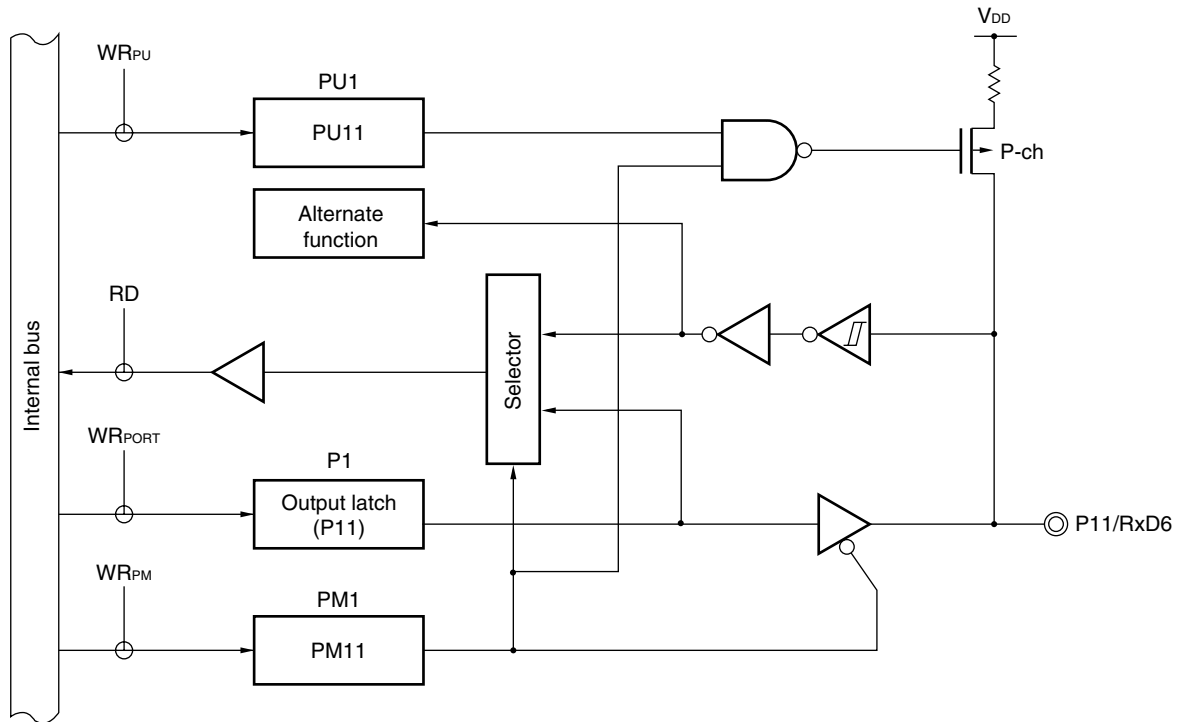 VDD
WRPU
PU1
PU11
P-ch
Alternate
function
RD
Internal bus
Selector
WRPORT
P1
Output latch
(P11)
P11/RxD6
WRPM
PM1
PM11